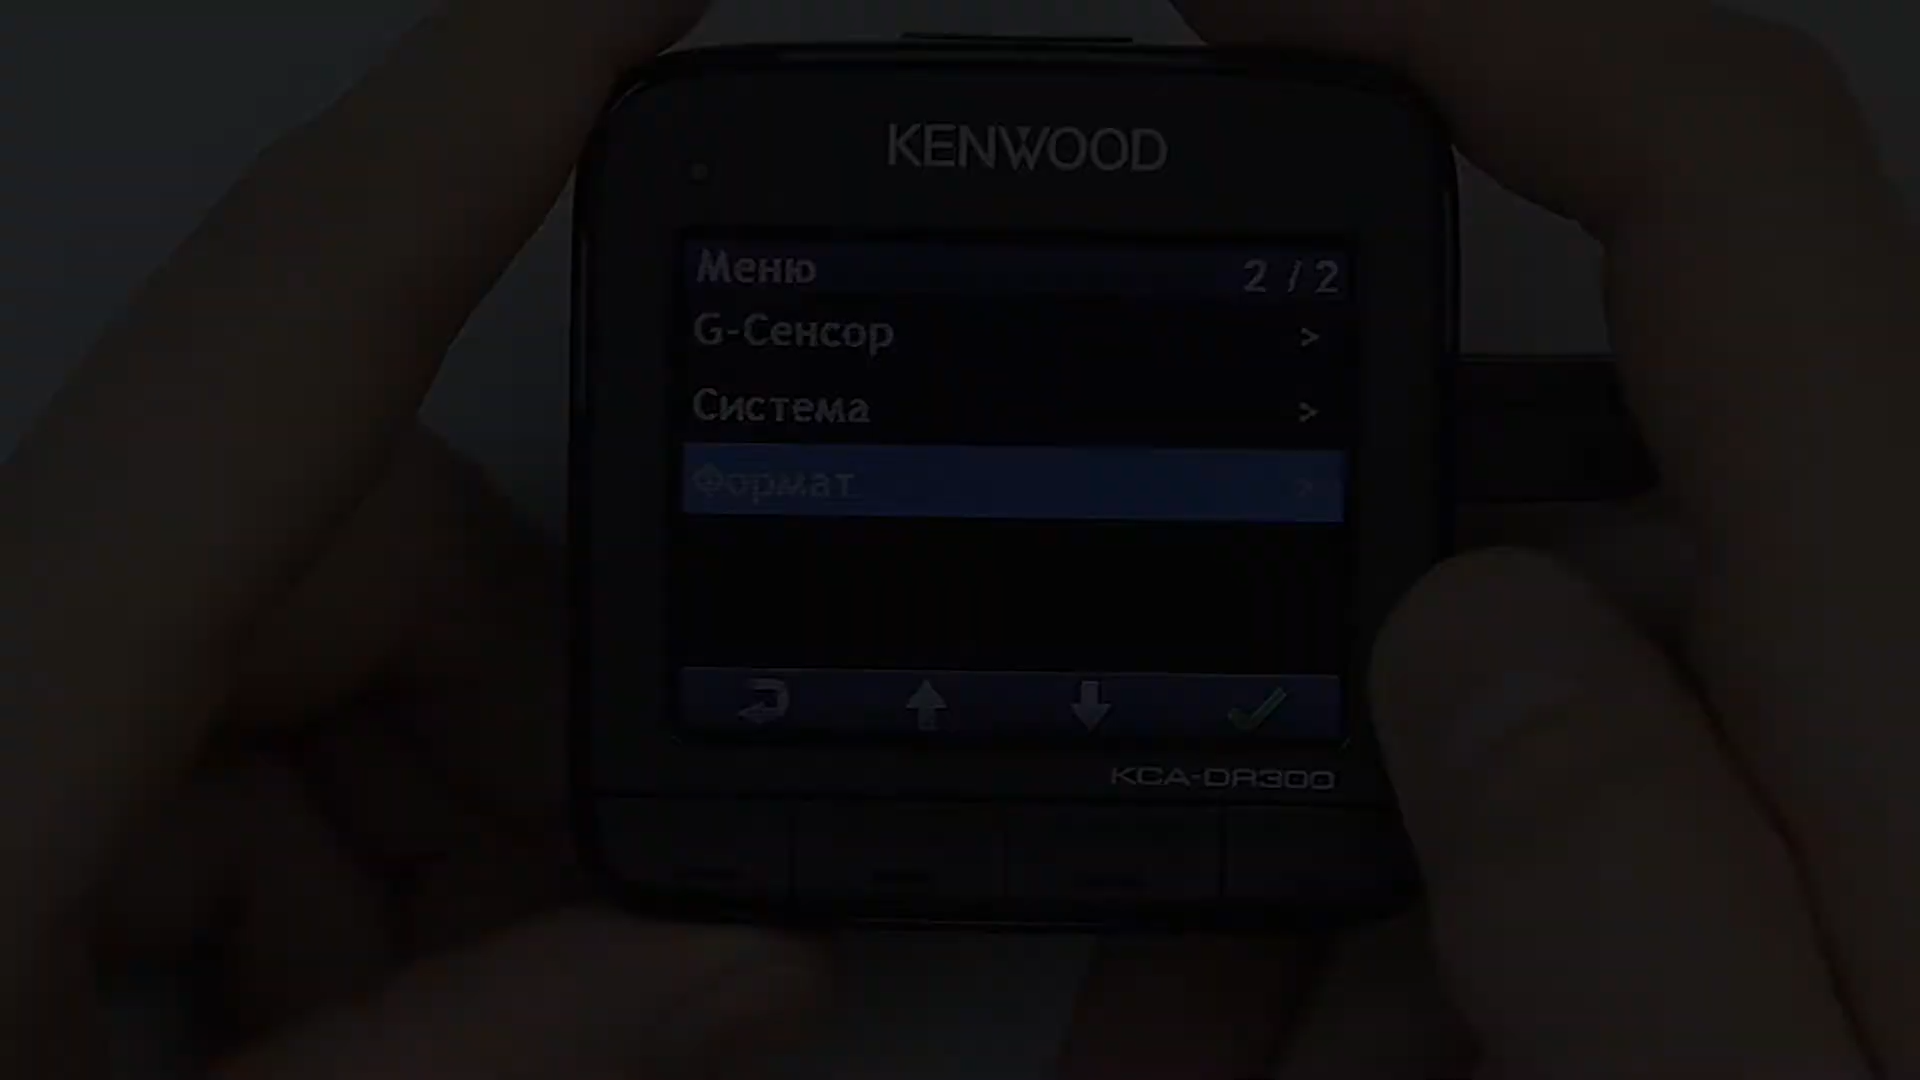 KENWOOD
Меню 2 / 2
G-Сенсор >
Система >
Формат >
KCA-DR300